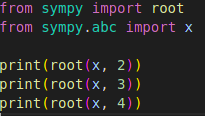 from sympy import root
from sympy.abc import x

print(root(x, 2))
print(root(x, 3))
print(root(x, 4))